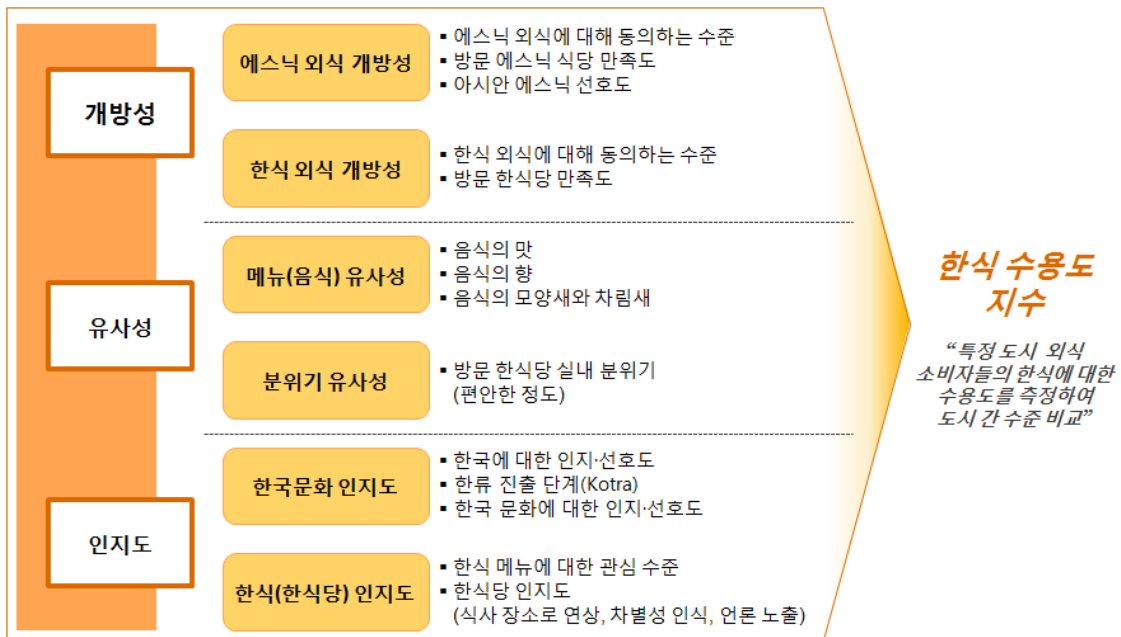 개방성
에스닉 외식 개방성
▪ 에스닉 외식에 대해 동의하는 수준
▪ 방문 에스닉 식당 만족도
▪ 아시안 에스닉 선호도
한식 외식 개방성
▪ 한식 외식에 대해 동의하는 수준
▪ 방문 한식당 만족도
유사성
메뉴(음식) 유사성
▪ 음식의 맛
▪ 음식의 향
▪ 음식의 모양새와 차림새
분위기 유사성
▪ 방문 한식당 실내 분위기
(편안한 정도)
인지도
한국문화 인지도
▪ 한국에 대한 인지·선호도
▪ 한류 진출 단계(Kotra)
▪ 한국 문화에 대한 인지·선호도
한식(한식당) 인지도
▪ 한식 메뉴에 대한 관심 수준
▪ 한식당 인지도
(식사 장소로 연상, 차별성 인식, 언론 노출)
한식 수용도
지수
“특정 도시 외식
소비자들의 한식에 대한
수용도를 측정하여
도시 간 수준 비교”